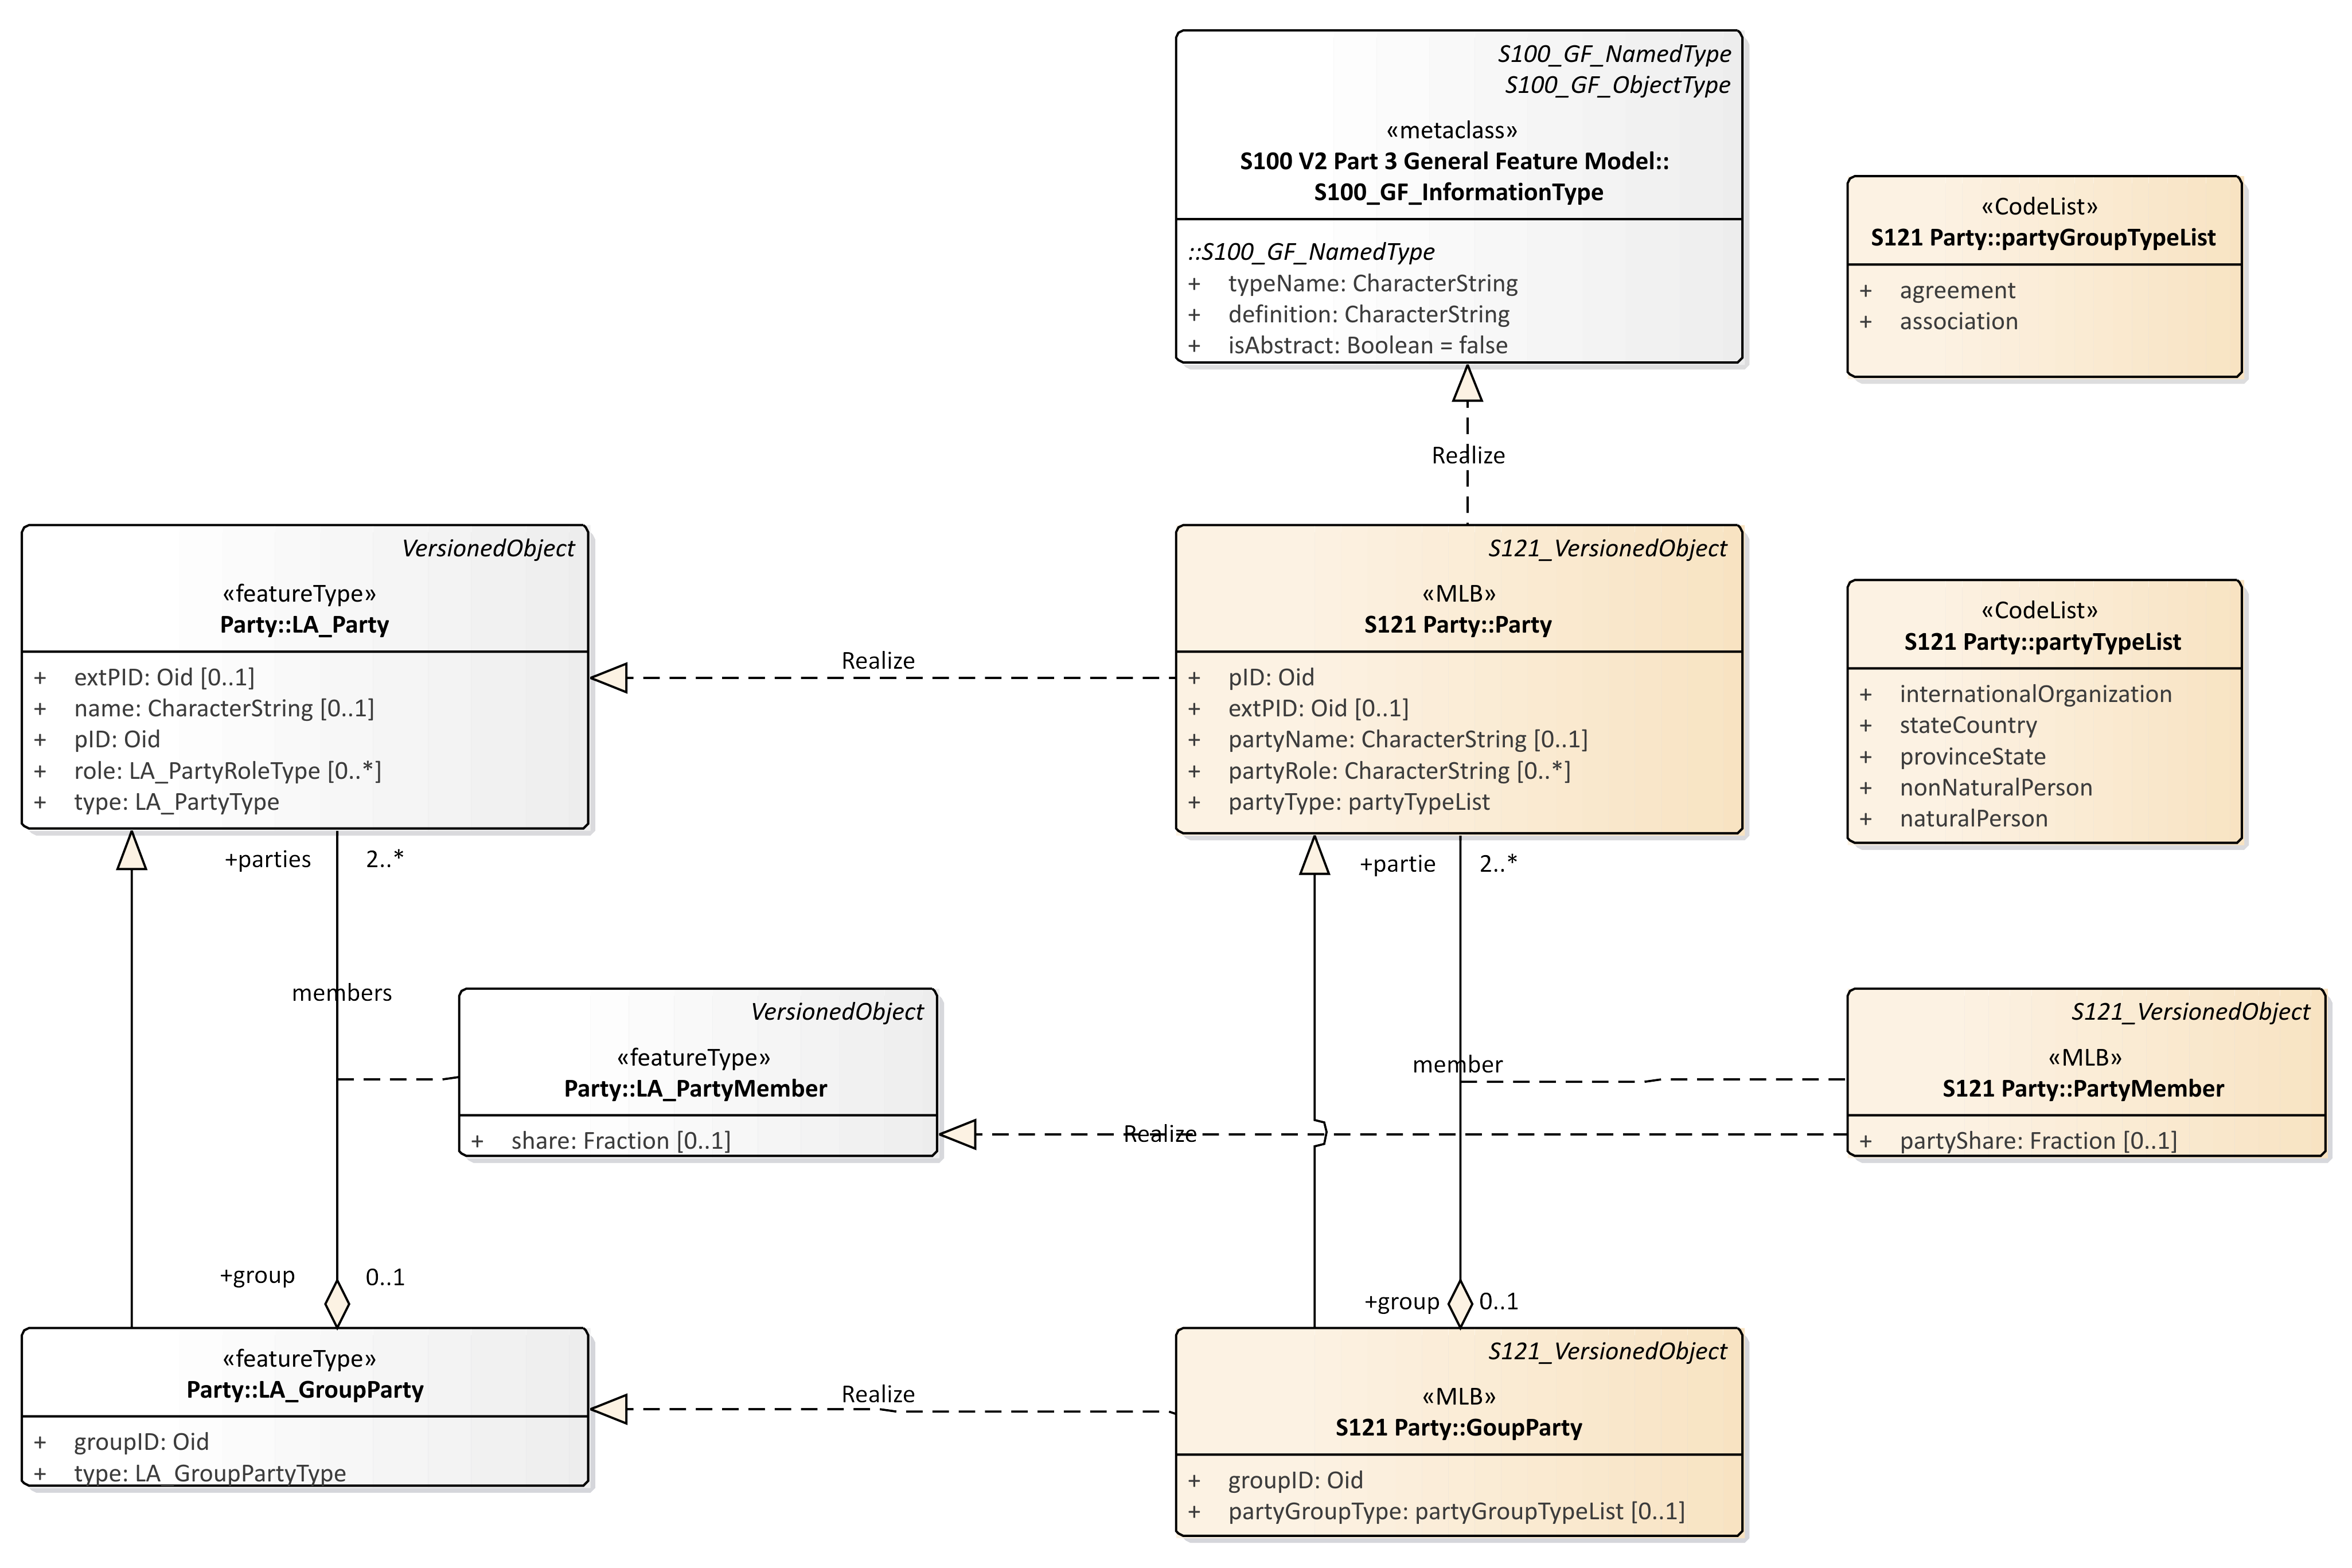 S100_GF_NamedType
S100_GF_ObjectType
«metaclass»
S100 V2 Part 3 General Feature Model::
S100_GF_InformationType
::S100_GF_NamedType
+ typeName: CharacterString
+ definition: CharacterString
+ isAbstract: Boolean = false
«CodeList»
S121 Party::partyGroupTypeList
+ agreement
+ association
Realize
VersionedObject
«featureType»
Party::LA_Party
+ extPID: Oid [0..1]
+ name: CharacterString [0..1]
+ pID: Oid
+ role: LA_PartyRoleType [0..*]
+ type: LA_PartyType
Realize
S121_VersionedObject
«MLB»
S121 Party::Party
+ pID: Oid
+ extPID: Oid [0..1]
+ partyName: CharacterString [0..1]
+ partyRole: CharacterString [0..*]
+ partyType: partyTypeList
«CodeList»
S121 Party::partyTypeList
+ internationalOrganization
+ stateCountry
+ provinceState
+ nonNaturalPerson
+ naturalPerson
+parties 2..*
+partie 2..*
members
VersionedObject
«featureType»
Party::LA_PartyMember
+ share: Fraction [0..1]
Realize
member
S121_VersionedObject
«MLB»
S121 Party::PartyMember
+ partyShare: Fraction [0..1]
+group 0..1
+group 0..1
«featureType»
Party::LA_GroupParty
+ groupID: Oid
+ type: LA_GroupPartyType
Realize
S121_VersionedObject
«MLB»
S121 Party::GoupParty
+ groupID: Oid
+ partyGroupType: partyGroupTypeList [0..1]